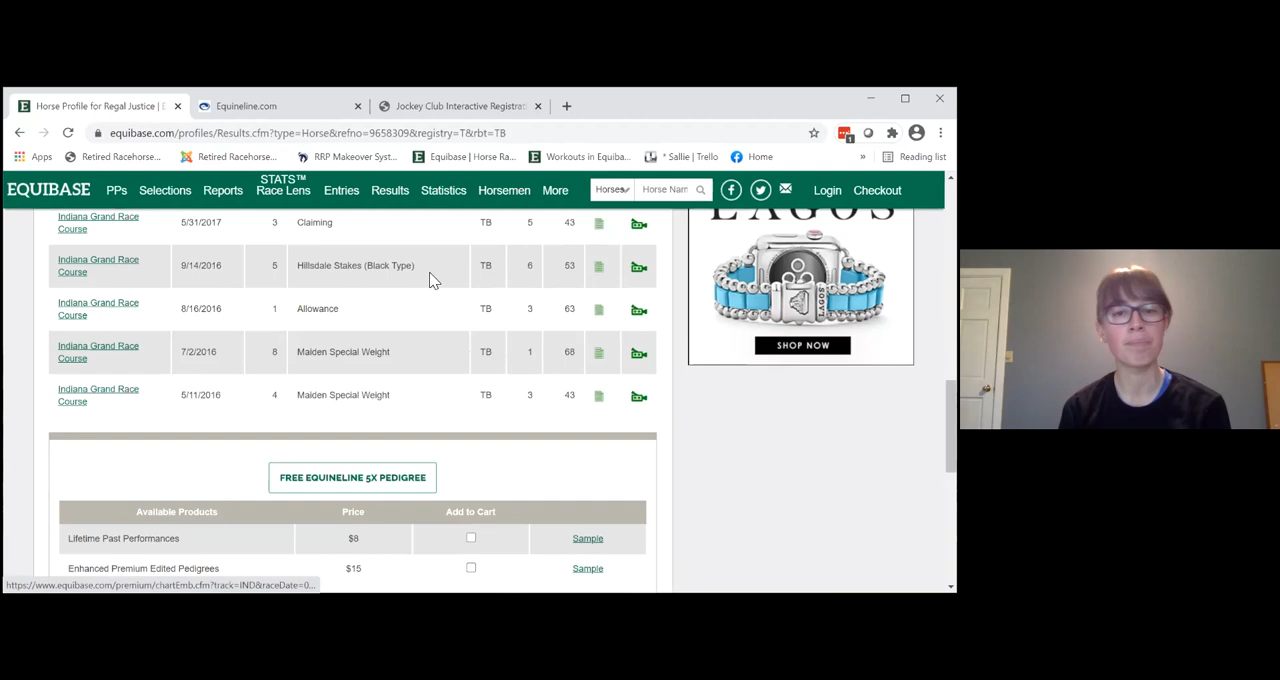 Horse Profile for Regal Justice | E
Equineline.com
Jockey Club Interactive Registrat
equibase.com/profiles/Results.cfm?type=Horse&refno=9658309&registry=T&rbt=TB
1
Apps
Retired Racehorse...
Retired Racehorse...
RRP Makeover Syst...
Equibase | Horse Ra...
Workouts in Equiba...
* Sallie | Trello
Home
»
Reading list
EQUIBASE
PPs
Selections
Reports
STATS™
Race Lens
Entries
Results
Statistics
Horsemen
More
Horses
Horse Nam
Login
Checkout
Indiana Grand Race
Course
5/31/2017 3 Claiming TB 5 43
Indiana Grand Race
Course
9/14/2016 5 Hillsdale Stakes (Black Type) TB 6 53
Indiana Grand Race
Course
8/16/2016 1 Allowance TB 3 63
Indiana Grand Race
Course
7/2/2016 8 Maiden Special Weight TB 1 68
Indiana Grand Race
Course
5/11/2016 4 Maiden Special Weight TB 3 43
LAGOS
SHOP NOW
FREE EQUINELINE 5X PEDIGREE
Available Products Price Add to Cart
Lifetime Past Performances $8 Sample
Enhanced Premium Edited Pedigrees $15 Sample
https://www.equibase.com/premium/chartEmb.cfm?track=IND&raceDate=0...